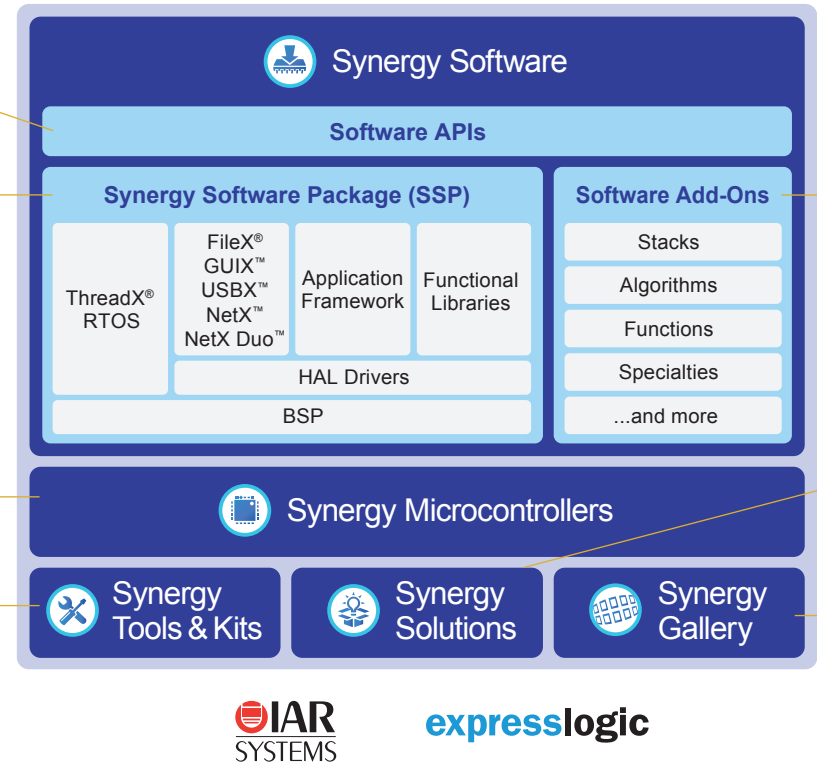 Synergy Software
Software APIs
Synergy Software Package (SSP)
ThreadX®
RTOS
FileX®
GUIX™
USBX™
NetX™
NetX Duo™
Application
Framework
Functional
Libraries
HAL Drivers
BSP
Software Add-Ons
Stacks
Algorithms
Functions
Specialties
...and more
Synergy Microcontrollers
Synergy
Tools & Kits
Synergy
Solutions
Synergy
Gallery
IAR
SYSTEMS
expresslogic